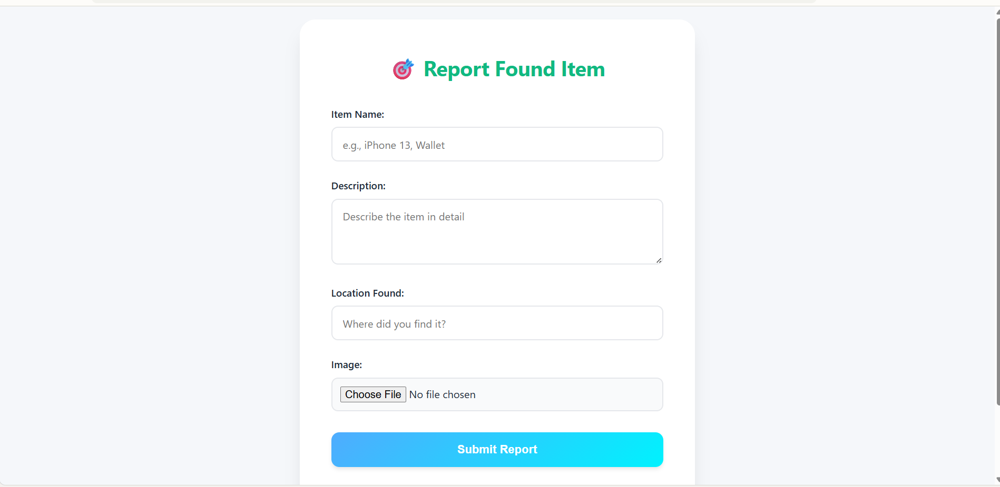 Report Found Item
Item Name:
e.g., iPhone 13, Wallet
Description:
Describe the item in detail
Location Found:
Where did you find it?
Image:
Choose File No file chosen
Submit Report